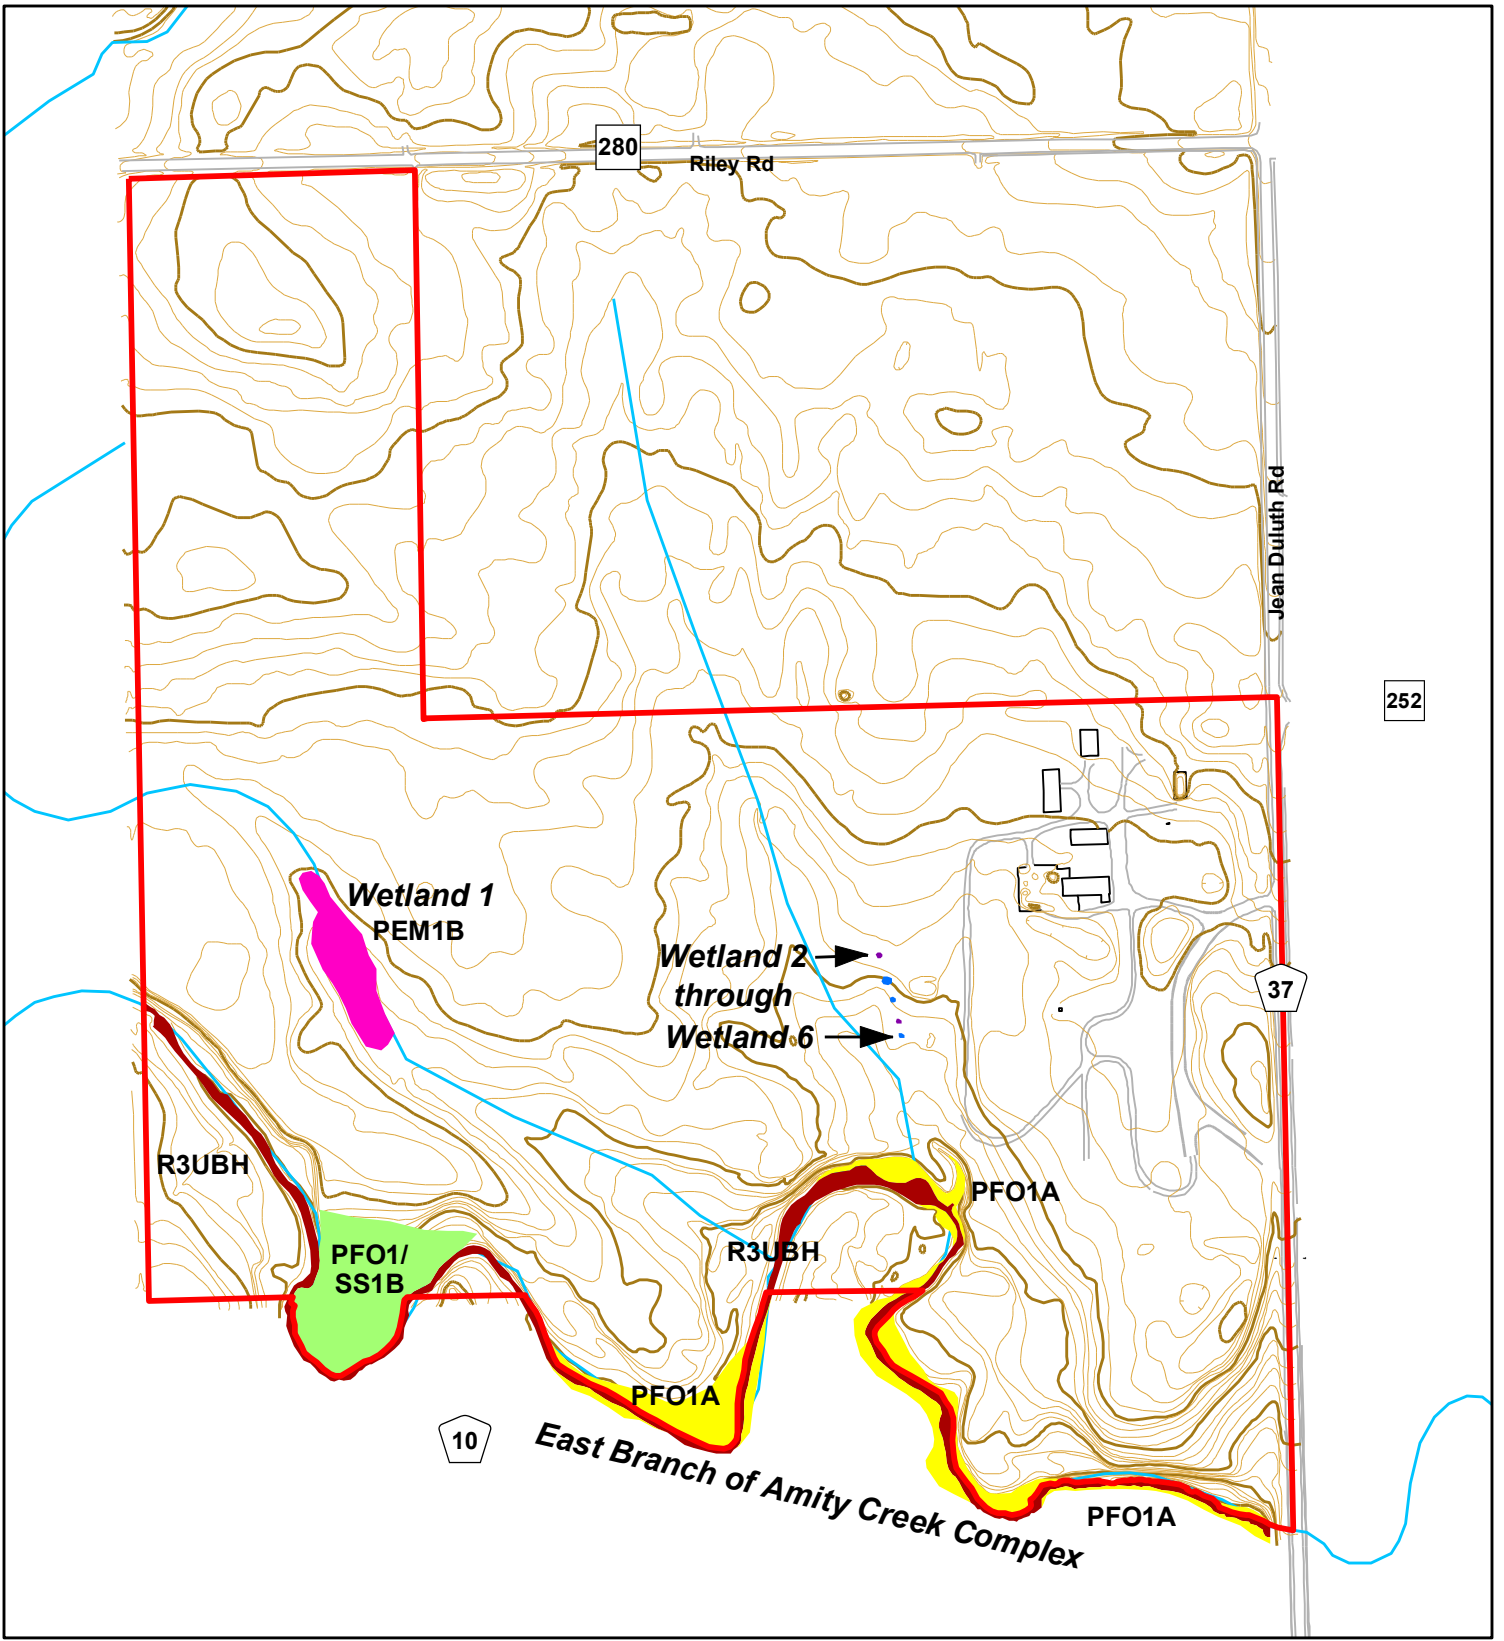 280
Riley Rd
Jean Duluth Rd
252
Wetland 1
PEM1B
Wetland 2
through
Wetland 6
37
R3UBH
PFO1A
PFO1/
SS1B
R3UBH
PFO1A
10
East Branch of Amity Creek Complex
PFO1A